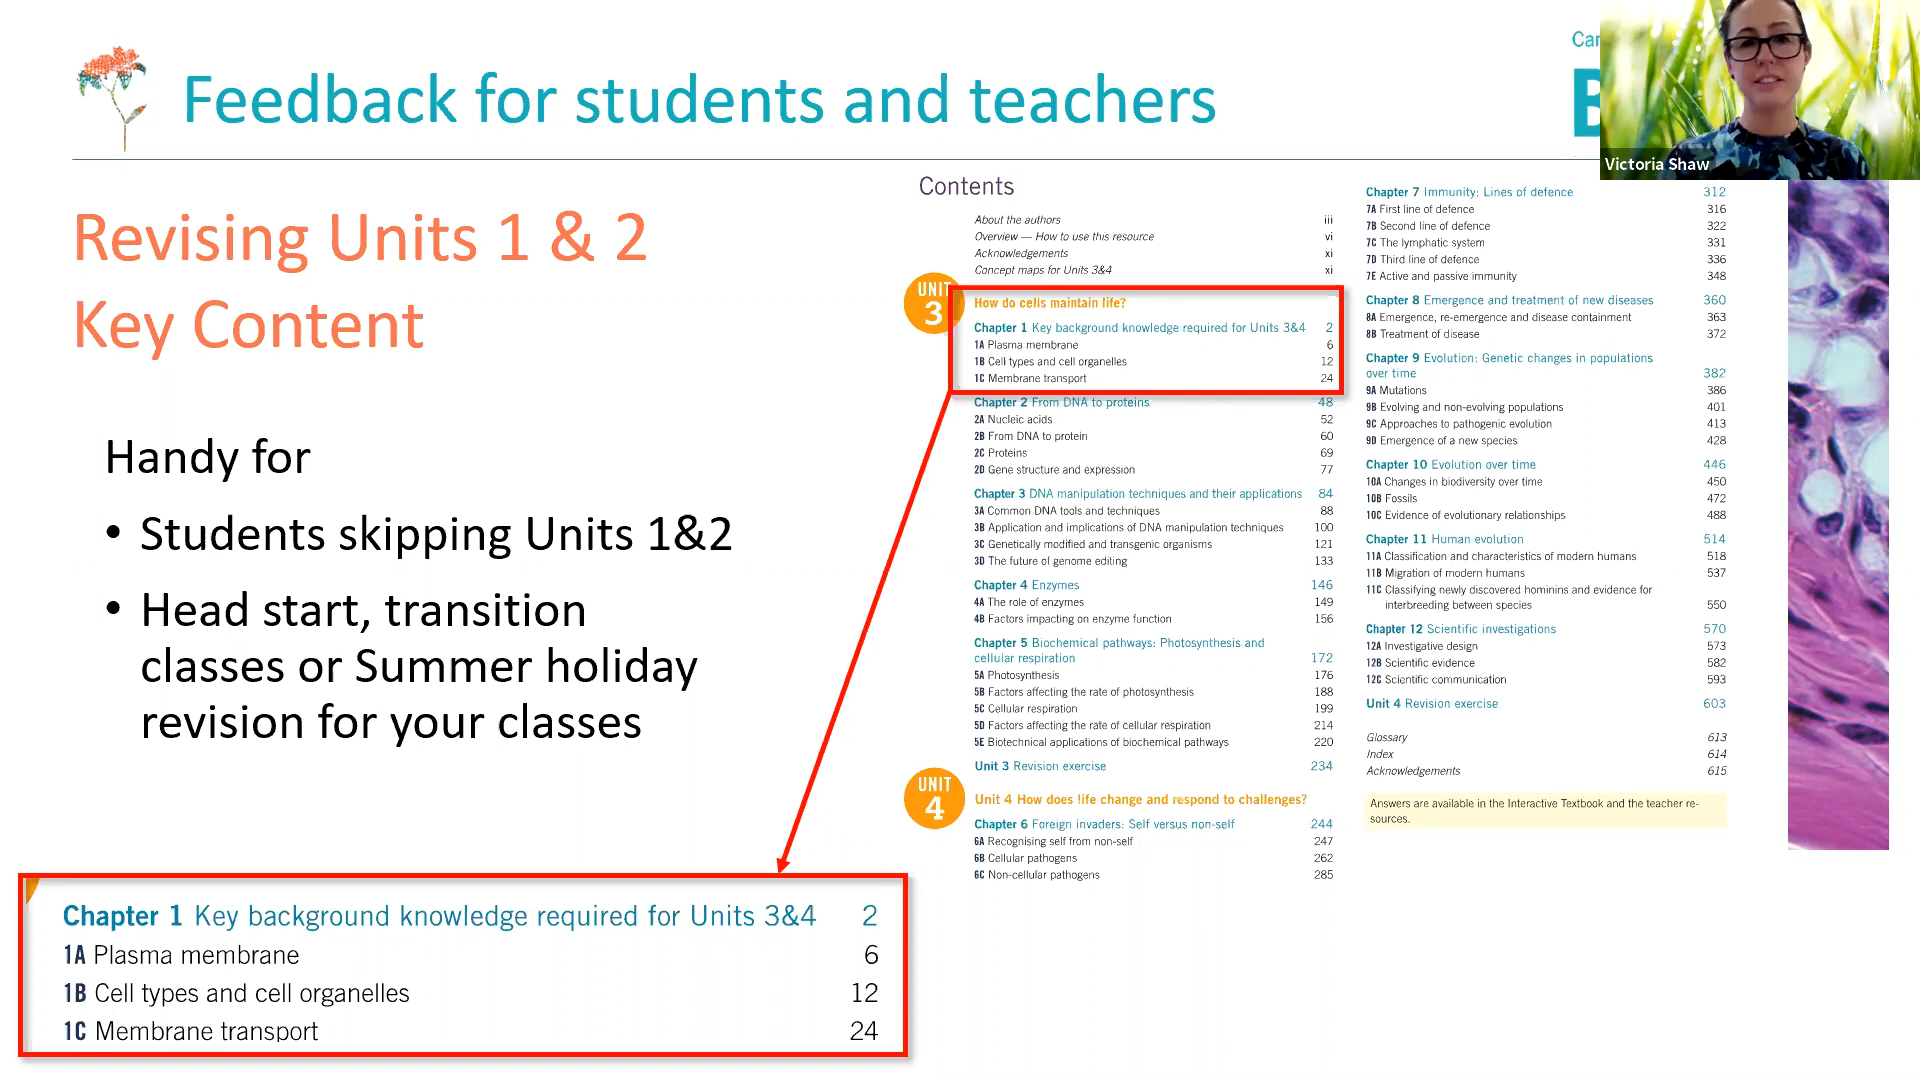 Feedback for students and teachers
Victoria Shaw
Revising Units 1 & 2
Key Content
Handy for
• Students skipping Units 1&2
• Head start, transition
classes or Summer holiday
revision for your classes
Chapter 1 Key background knowledge required for Units 3&4 2
1A Plasma membrane 6
1B Cell types and cell organelles 12
1C Membrane transport 24
Contents
About the authors iii
Overview — How to use this resource vi
Acknowledgements xi
Concept maps for Units 3&4 xi
UNIT
3
How do cells maintain life?
Chapter 1 Key background knowledge required for Units 3&4 2
1A Plasma membrane 6
1B Cell types and cell organelles 12
1C Membrane transport 24
Chapter 2 From DNA to proteins 48
2A Nucleic acids 52
2B From DNA to protein 60
2C Proteins 69
2D Gene structure and expression 77
Chapter 3 DNA manipulation techniques and their applications 84
3A Common DNA tools and techniques 88
3B Application and implications of DNA manipulation techniques 100
3C Genetically modified and transgenic organisms 121
3D The future of genome editing 133
Chapter 4 Enzymes 146
4A The role of enzymes 149
4B Factors impacting on enzyme function 156
Chapter 5 Biochemical pathways: Photosynthesis and
cellular respiration 172
5A Photosynthesis 176
5B Factors affecting the rate of photosynthesis 188
5C Cellular respiration 199
5D Factors affecting the rate of cellular respiration 214
5E Biotechnical applications of biochemical pathways 220
Unit 3 Revision exercise 234
UNIT
4
Unit 4 How does life change and respond to challenges?
Chapter 6 Foreign invaders: Self versus non-self 244
6A Recognising self from non-self 247
6B Cellular pathogens 262
6C Non-cellular pathogens 285
Chapter 7 Immunity: Lines of defence 312
7A First line of defence 316
7B Second line of defence 322
7C The lymphatic system 331
7D Third line of defence 336
7E Active and passive immunity 348
Chapter 8 Emergence and treatment of new diseases 360
8A Emergence, re-emergence and disease containment 363
8B Treatment of disease 372
Chapter 9 Evolution: Genetic changes in populations
over time 382
9A Mutations 386
9B Evolving and non-evolving populations 401
9C Approaches to pathogenic evolution 413
9D Emergence of a new species 428
Chapter 10 Evolution over time 446
10A Changes in biodiversity over time 450
10B Fossils 472
10C Evidence of evolutionary relationships 488
Chapter 11 Human evolution 514
11A Classification and characteristics of modern humans 518
11B Migration of modern humans 537
11C Classifying newly discovered hominins and evidence for
interbreeding between species 550
Chapter 12 Scientific investigations 570
12A Investigative design 573
12B Scientific evidence 582
12C Scientific communication 593
Unit 4 Revision exercise 603
Glossary 613
Index 614
Acknowledgements 615
Answers are available in the Interactive Textbook and the teacher re-
sources.